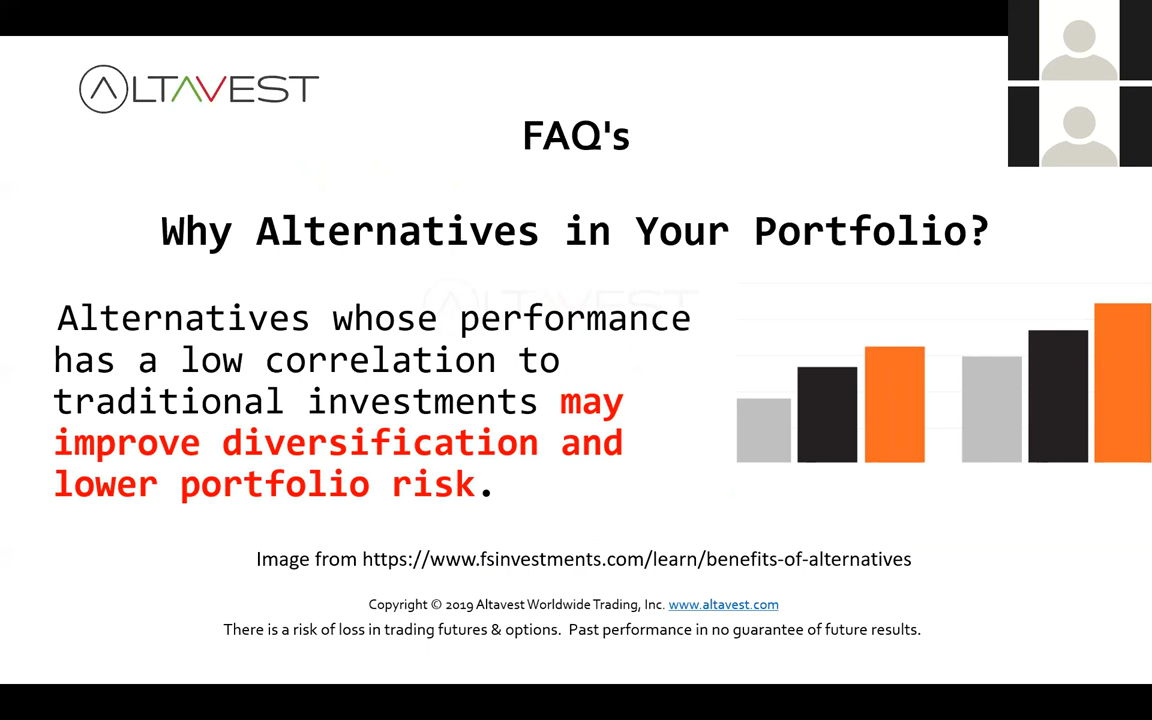 ALTAVEST
FAQ's
Why Alternatives in Your Portfolio?
ALTAVEST
Alternatives whose performance
has a low correlation to
traditional investments may
improve diversification and
lower portfolio risk.
Image from https://www.fsinvestments.com/learn/benefits-of-alternatives
Copyright © 2019 Altavest Worldwide Trading, Inc. www.altavest.com
There is a risk of loss in trading futures & options.  Past performance in no guarantee of future results.